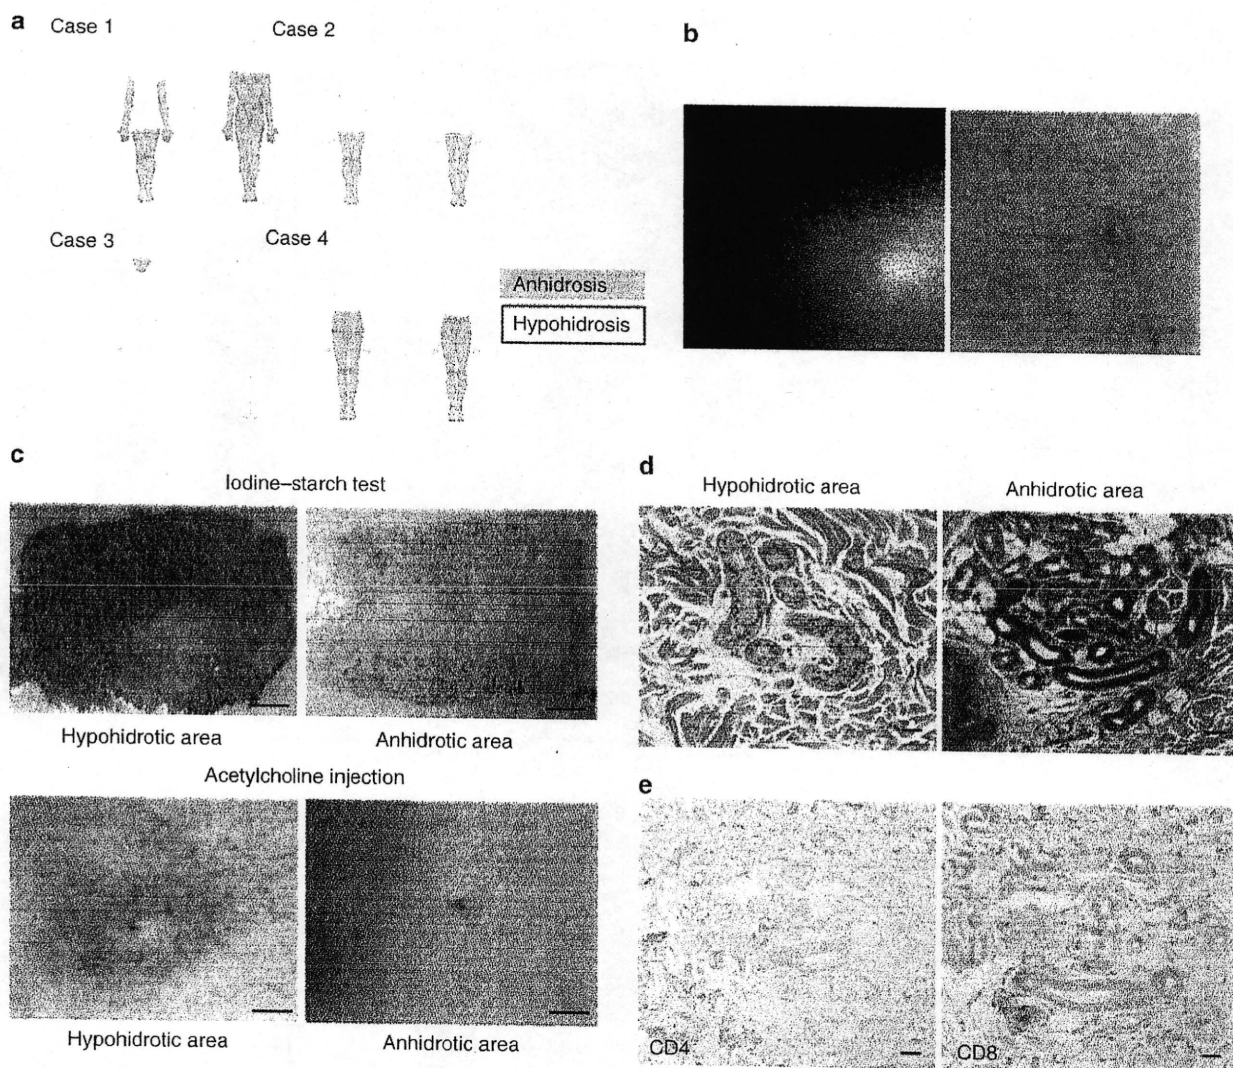 a
Case 1
Case 2
Case 3
Case 4
Anhidrosis
Hypohidrosis
b
c
Iodine–starch test
Hypohidrotic area
Anhidrotic area
Acetylcholine injection
Hypohidrotic area
Anhidrotic area
d
Hypohidrotic area
Anhidrotic area
e
CD4
CD8